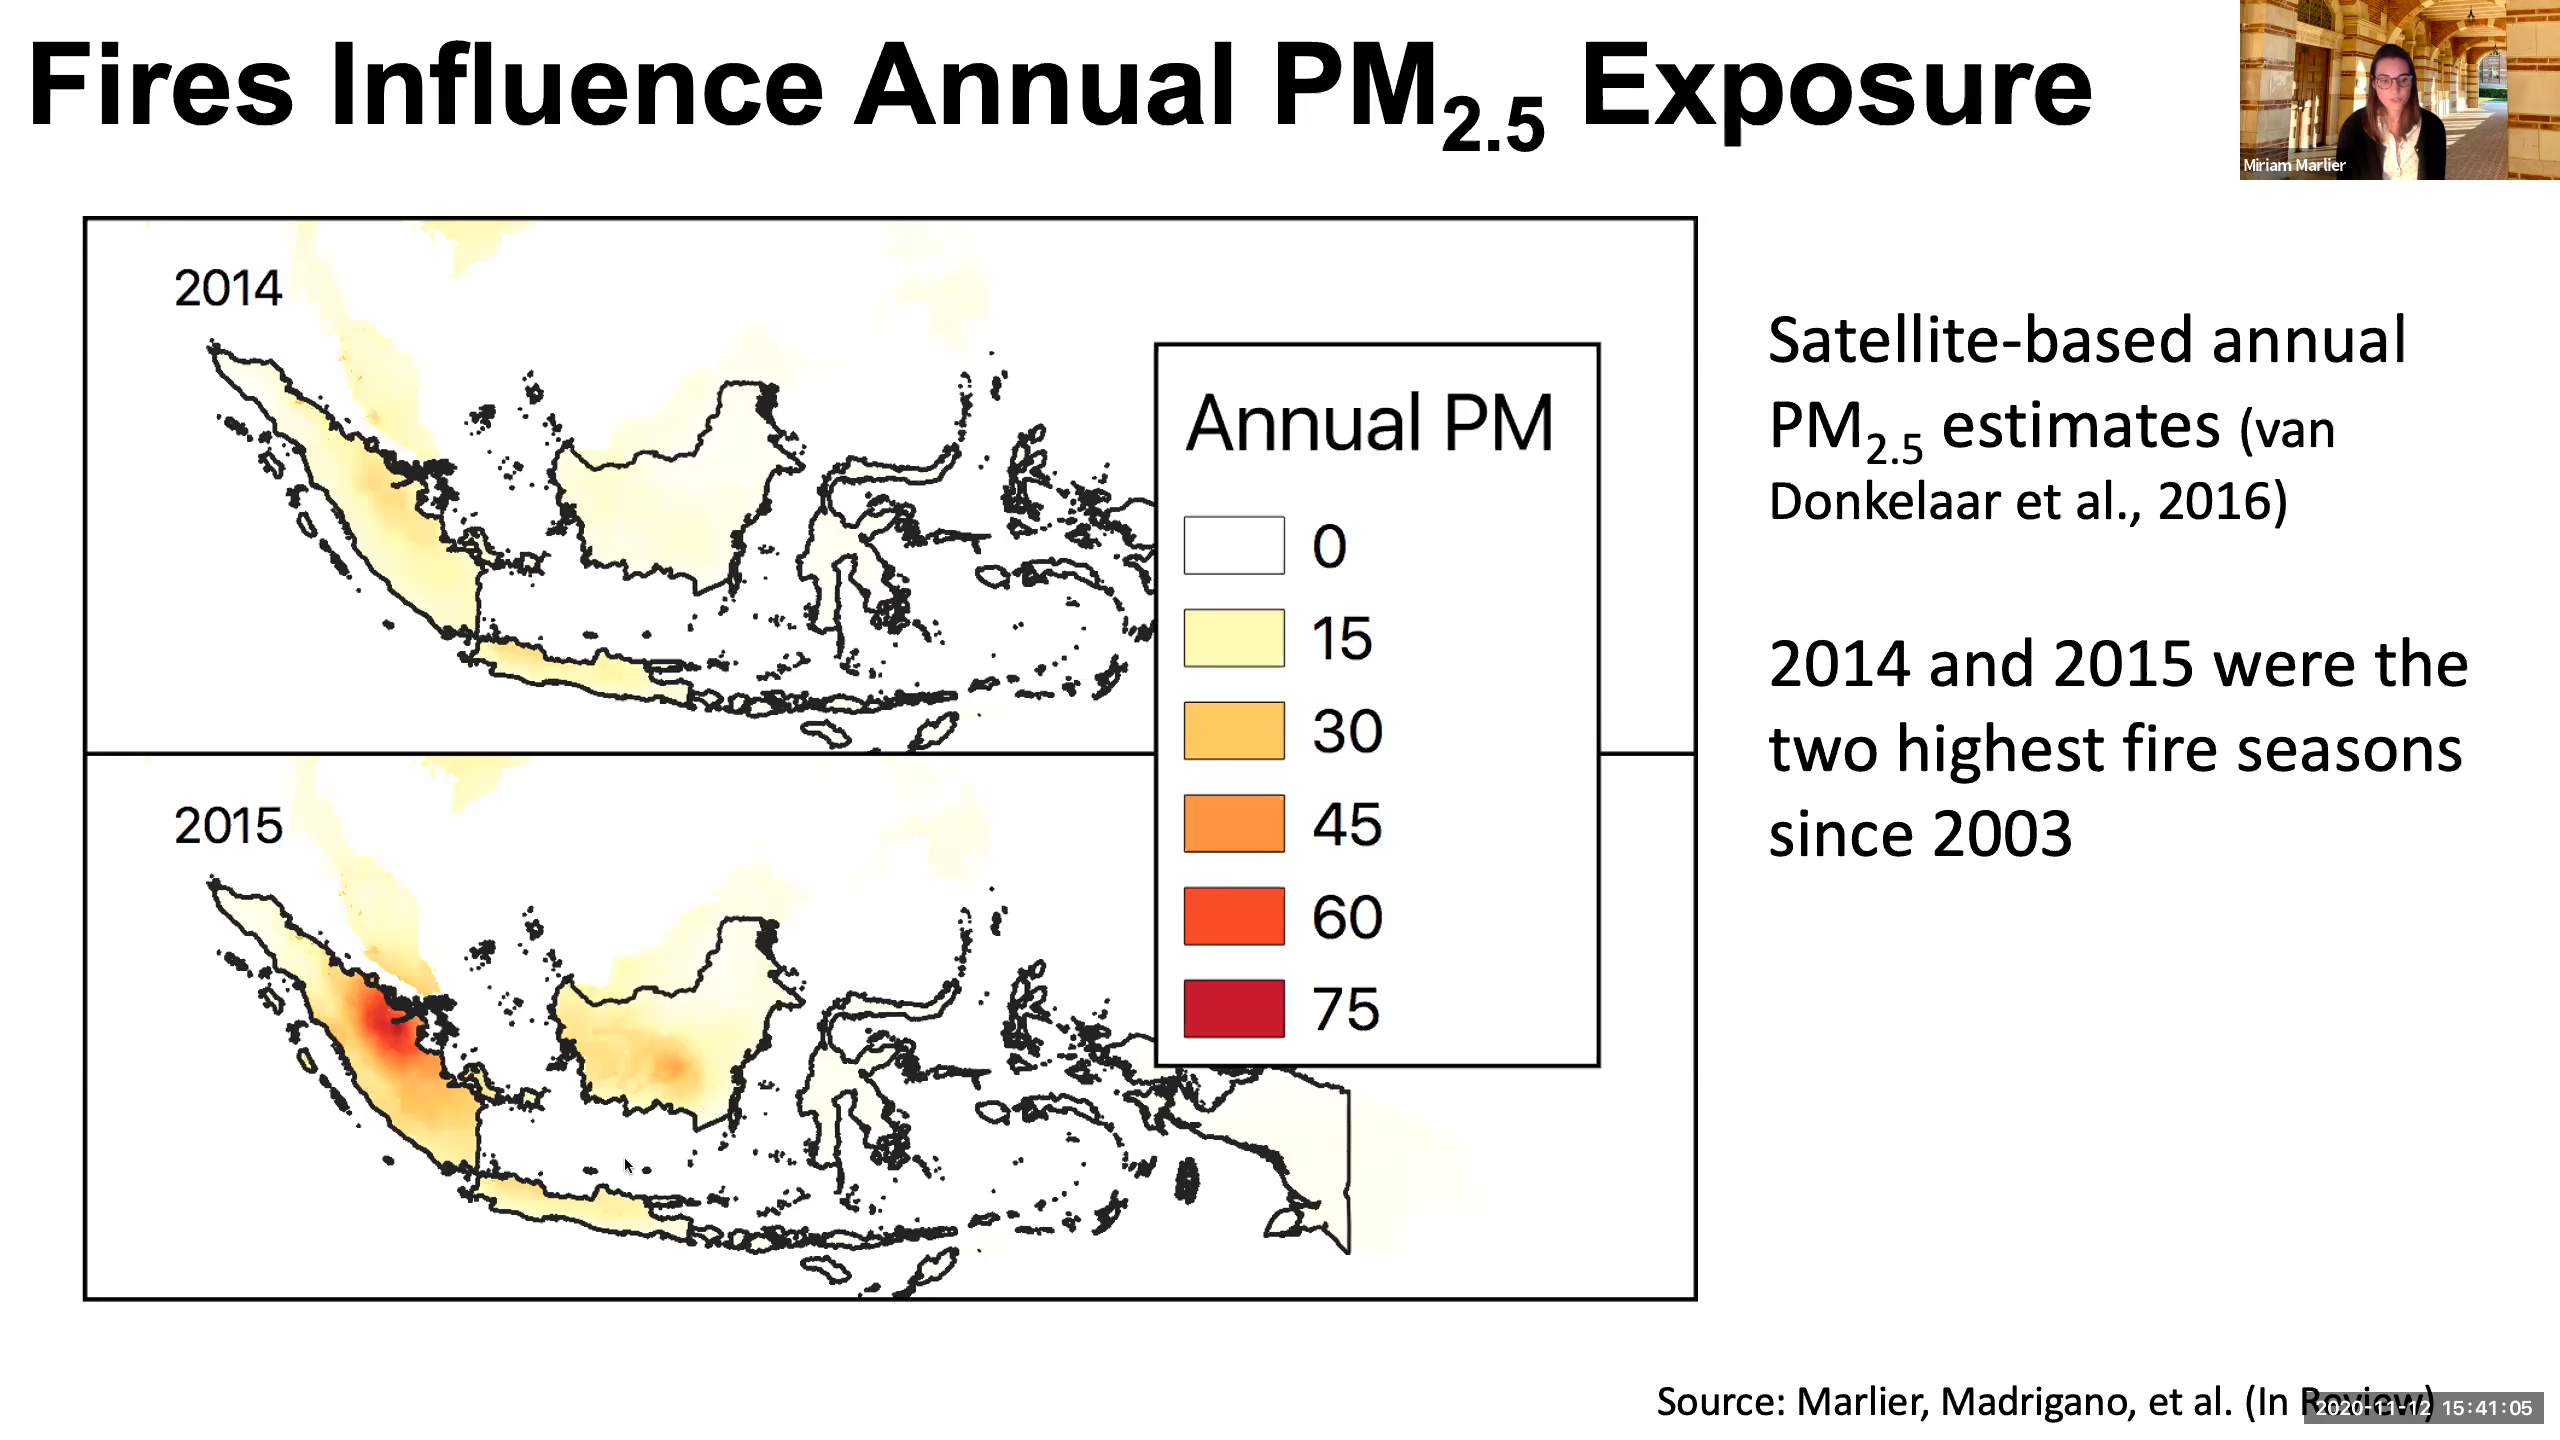 Fires Influence Annual PM2.5 Exposure
Miriam Marlier
2014
2015
Annual PM
0
15
30
45
60
75
Satellite-based annual
PM2.5 estimates (van
Donkelaar et al., 2016)
2014 and 2015 were the
two highest fire seasons
since 2003
Source: Marlier, Madrigano, et al. (In Review)
2020-11-12 15:41:05